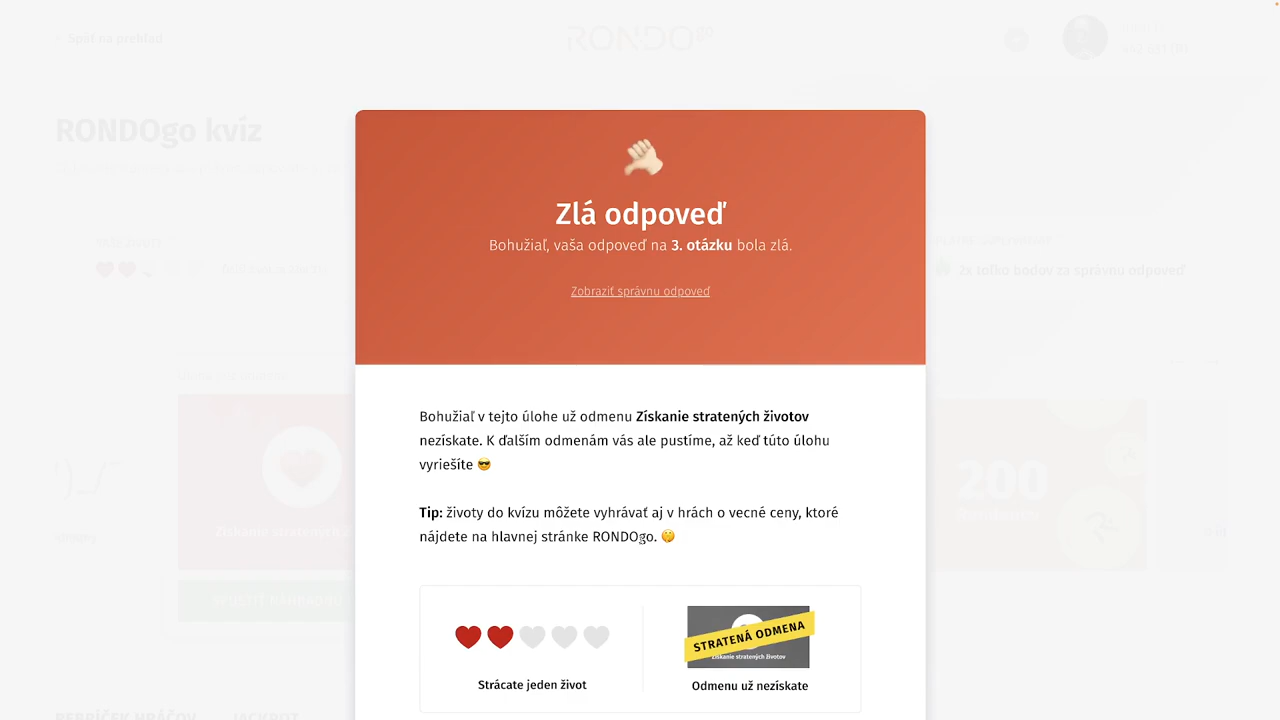 Späť na prehľad
RONDOgo
RONDOgo kvíz
Zlá odpoveď
Bohužiaľ, vaša odpoveď na 3. otázku bola zlá.
Zobraziť správnu odpoveď
2x toľko bodov za správnu odpoveď
Bohužiaľ v tejto úlohe už odmenu Získanie stratených životov
nezískate. K ďalším odmenám vás ale pustíme, až keď túto úlohu
vyriešite 😎
Tip: životy do kvízu môžete vyhrávať aj v hrách o vecné ceny, ktoré
nájdete na hlavnej stránke RONDOgo. 🤫
200
Získanie stratených
STRATENÁ ODMENA
Získanie stratených životov
Strácate jeden život
Odmenu už nezískate
REBRÍČEK HRÁČOV
JACKPOT